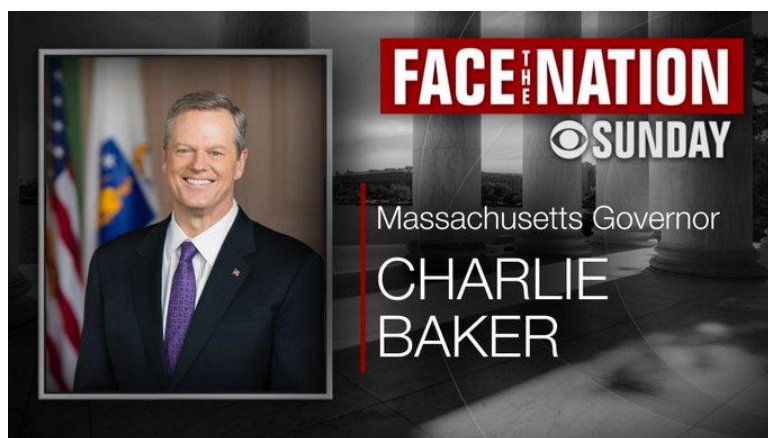 FACE THE NATION
SUNDAY
Massachusetts Governor
CHARLIE
BAKER